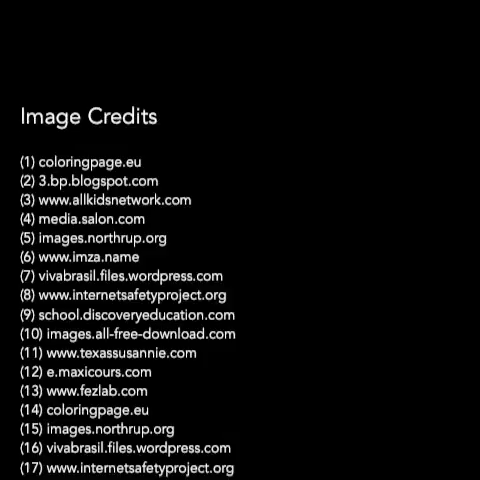 Image Credits
(1) coloringpage.eu
(2) 3.bp.blogspot.com
(3) www.allkidsnetwork.com
(4) media.salon.com
(5) images.northrup.org
(6) www.imza.name
(7) vivabrasil.files.wordpress.com
(8) www.internetsafetyproject.org
(9) school.discoveryeducation.com
(10) images.all-free-download.com
(11) www.texassusannie.com
(12) e.maxicours.com
(13) www.fezlab.com
(14) coloringpage.eu
(15) images.northrup.org
(16) vivabrasil.files.wordpress.com
(17) www.internetsafetyproject.org